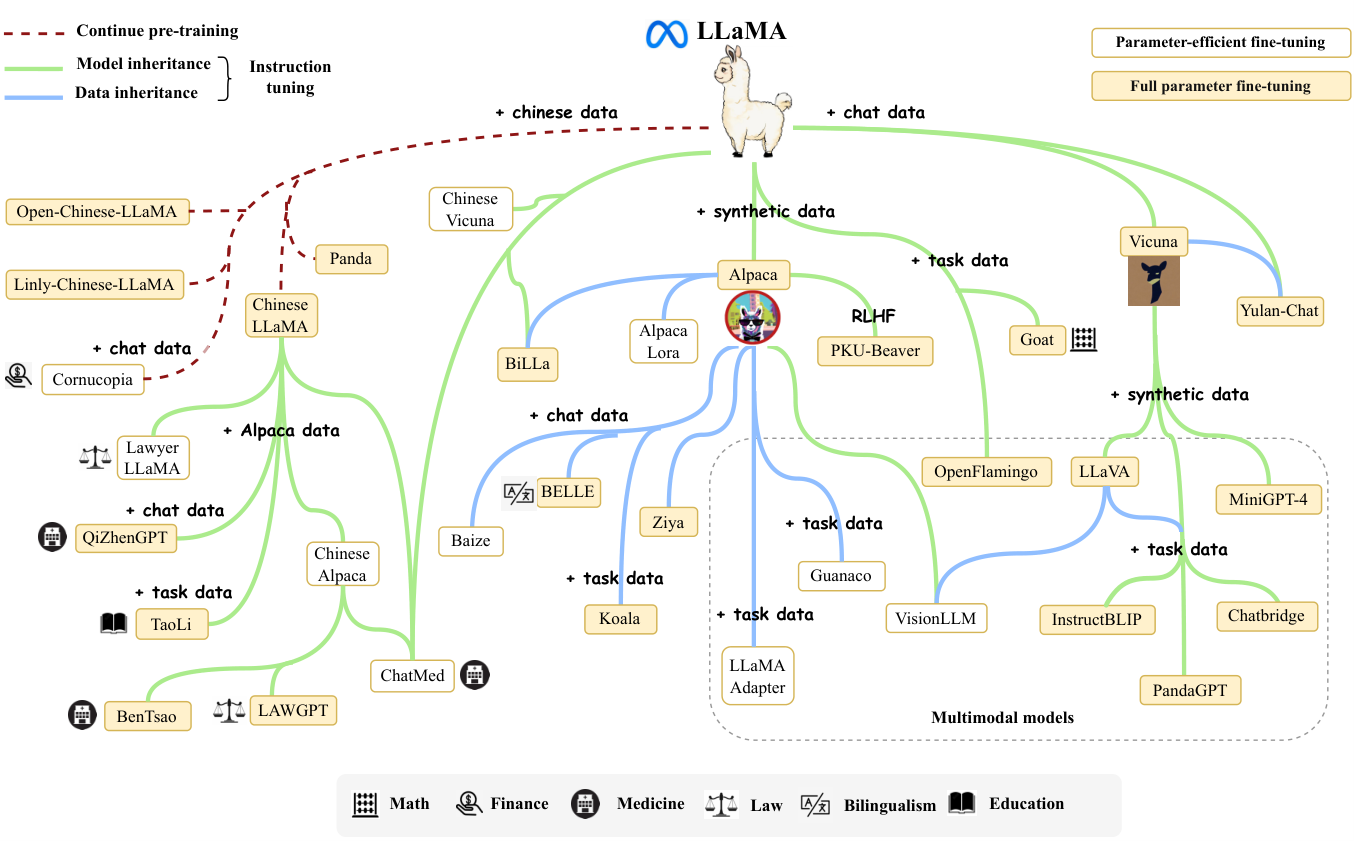 LLaMA
Continue pre-training
Model inheritance
Data inheritance
Instruction
tuning
Parameter-efficient fine-tuning
Full parameter fine-tuning
+ chinese data
+ chat data
Open-Chinese-LLaMA
Chinese
Vicuna
+ synthetic data
Vicuna
Panda
Alpaca
+ task data
Linly-Chinese-LLaMA
Chinese
LLaMA
Yulan-Chat
RLHF
Alpaca
Lora
Goat
+ chat data
BiLLa
PKU-Beaver
Cornucopia
+ synthetic data
+ chat data
+ Alpaca data
Lawyer
LLaMA
OpenFlamingo
LLaVA
BELLE
MiniGPT-4
+ chat data
Ziya
+ task data
QiZhenGPT
Baize
+ task data
Chinese
Alpaca
Guanaco
+ task data
+ task data
TaoLi
Koala
+ task data
VisionLLM
InstructBLIP
Chatbridge
ChatMed
LLaMA
Adapter
PandaGPT
BenTsao
LAWGPT
Multimodal models
Math
Finance
Medicine
Law
Bilingualism
Education